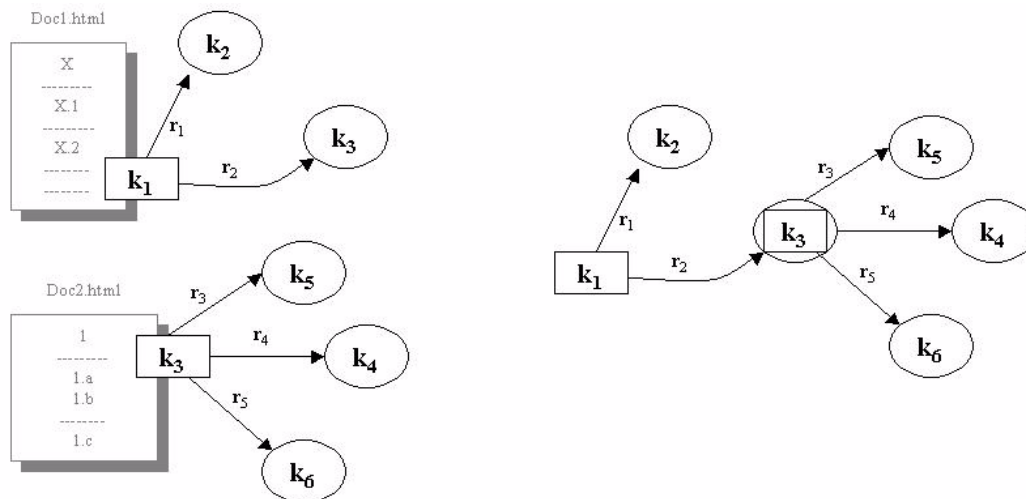 Doc1.html
X
--------
X.1
--------
X.2
------
------
k1
r1
k2
r2
k3
Doc2.html
1
--------
1.a
1.b
-------
1.c
k3
r3
k5
r4
k4
r5
k6
k1
r1
k2
r2
k3
r3
k5
r4
k4
r5
k6